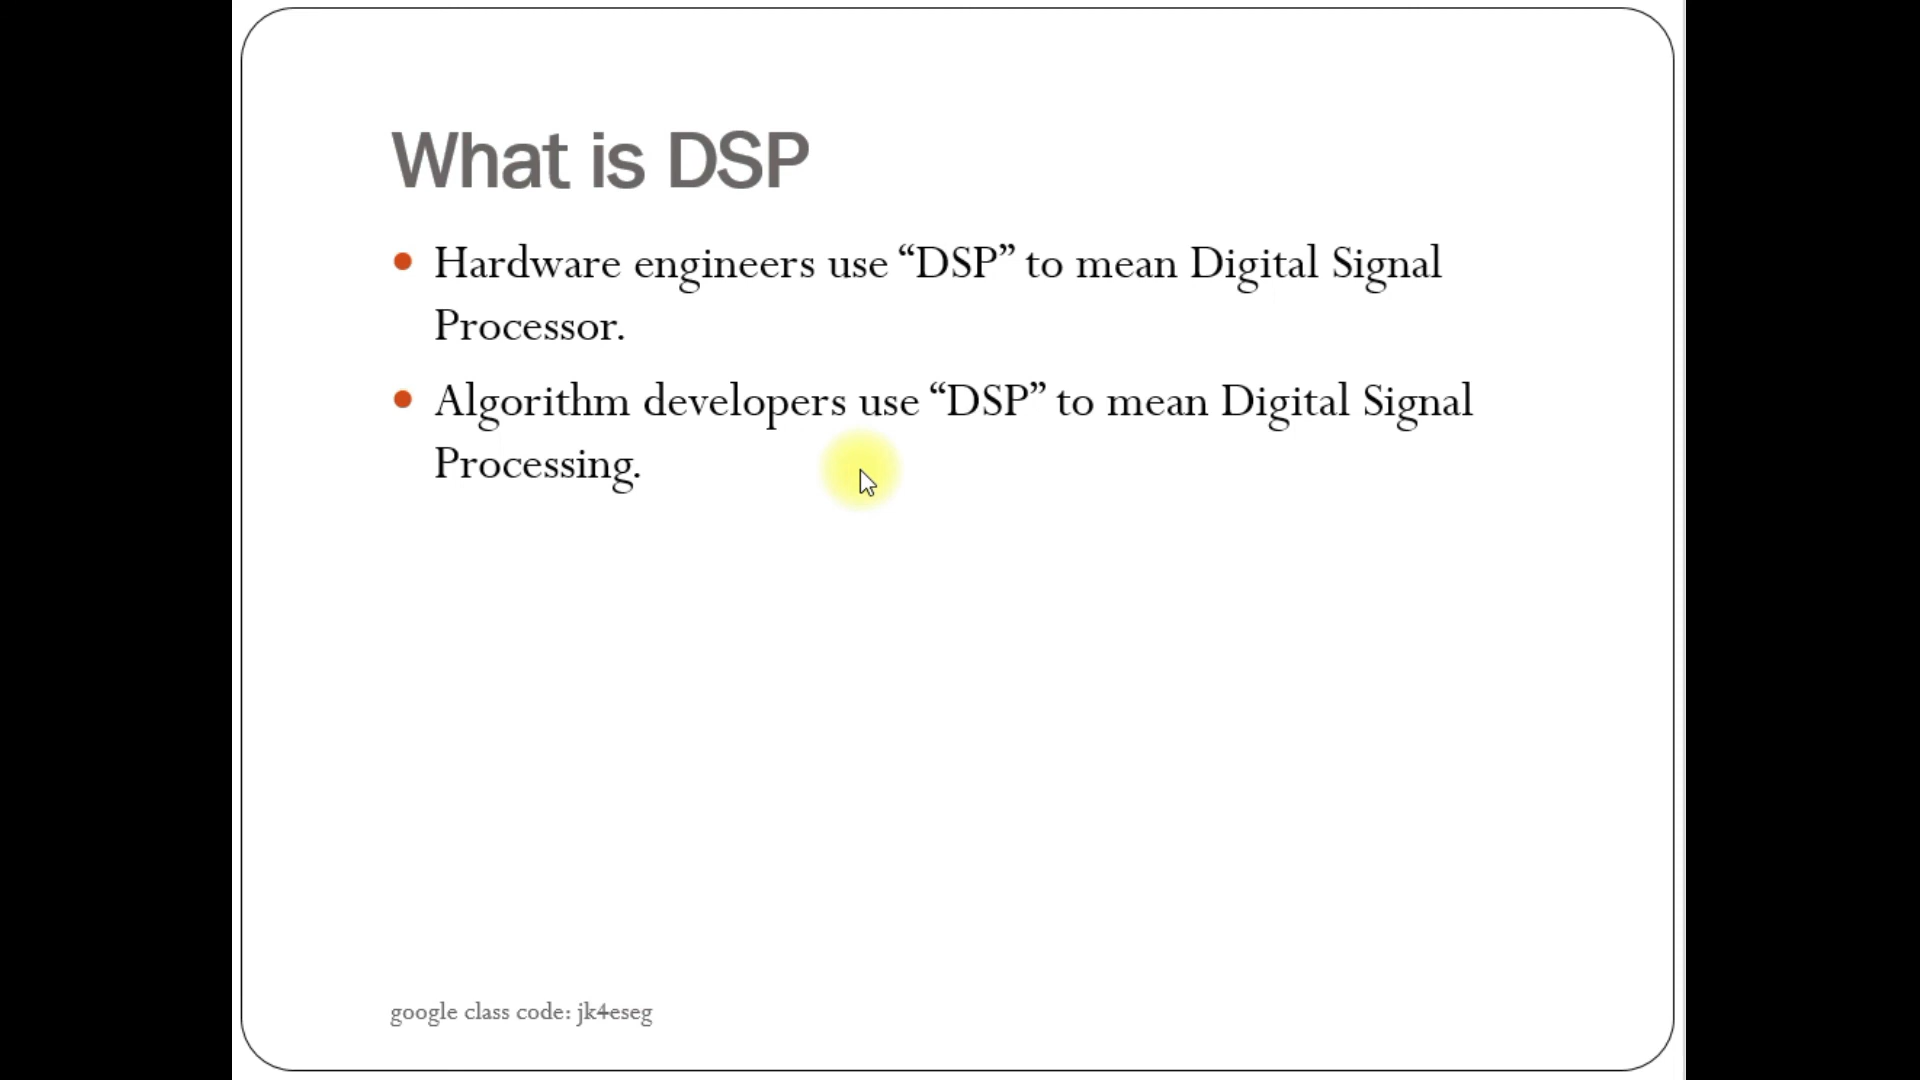 What is DSP
Hardware engineers use “DSP” to mean Digital Signal
Processor.
Algorithm developers use “DSP” to mean Digital Signal
Processing.
google class code: jk4eseg